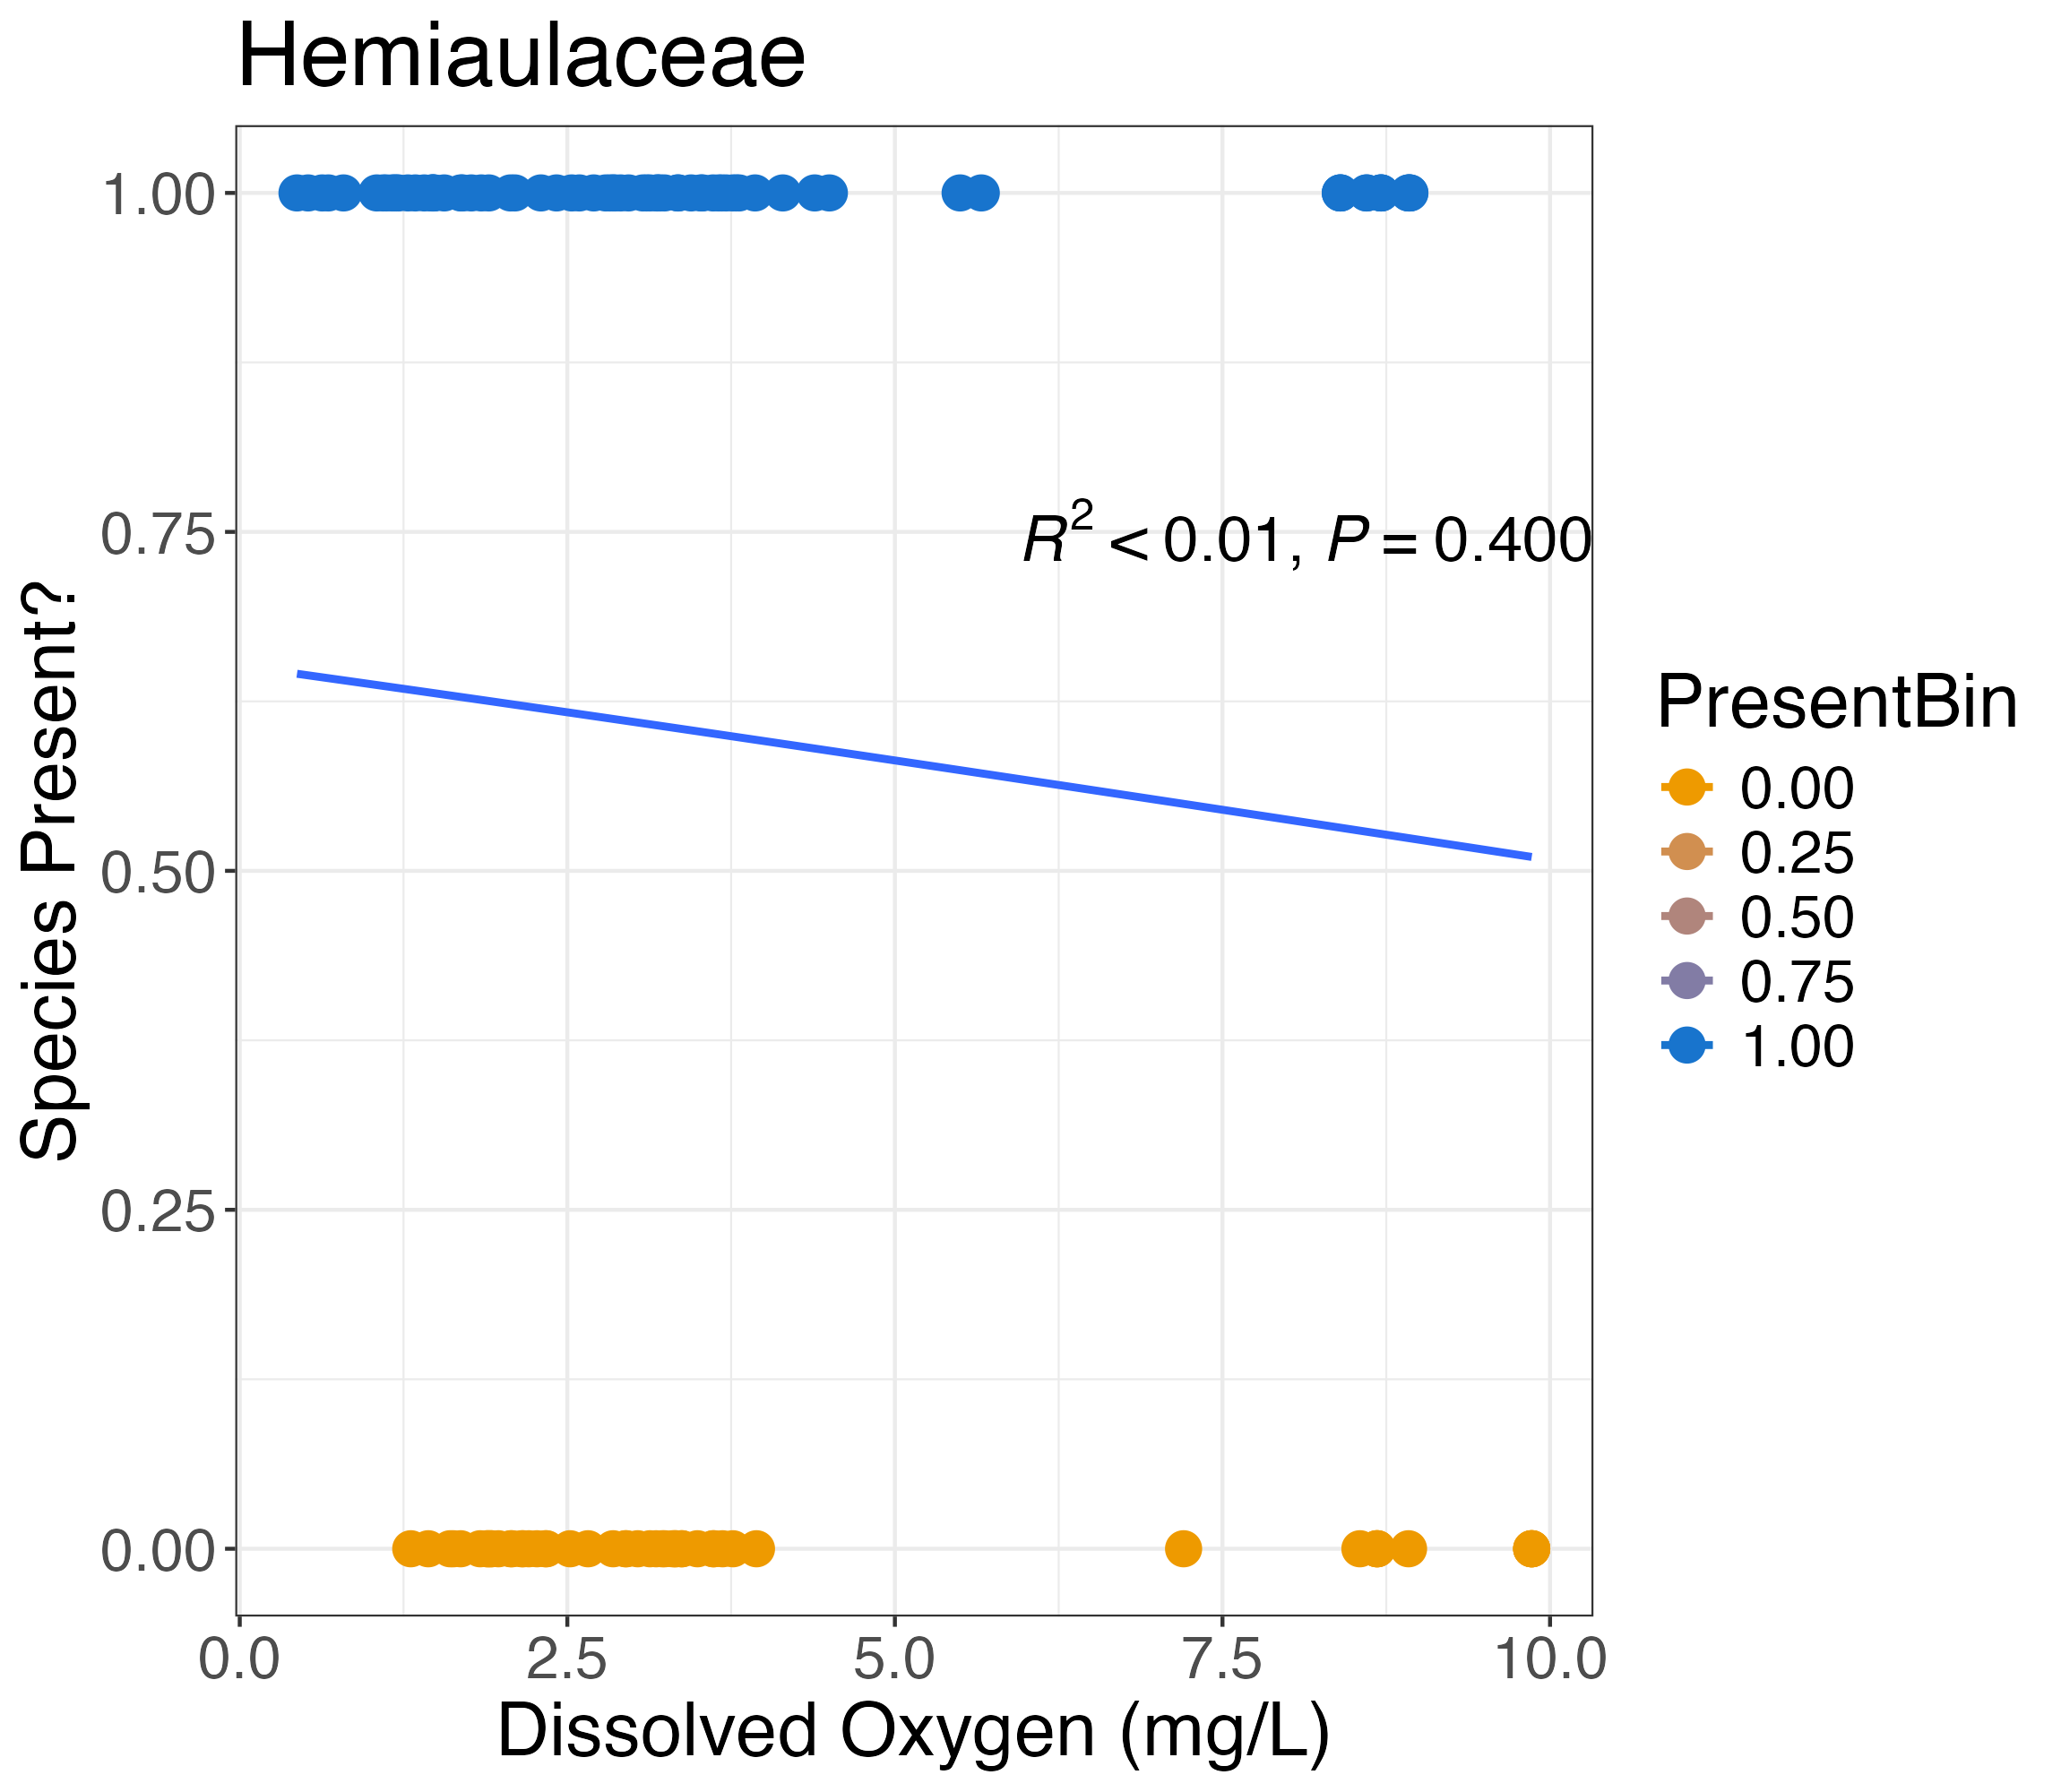 Hemiaulaceae
Species Present?
1.00
0.75
0.50
0.25
0.00
R² < 0.01, P = 0.400
0.0 2.5 5.0 7.5 10.0
Dissolved Oxygen (mg/L)
PresentBin
0.00
0.25
0.50
0.75
1.00